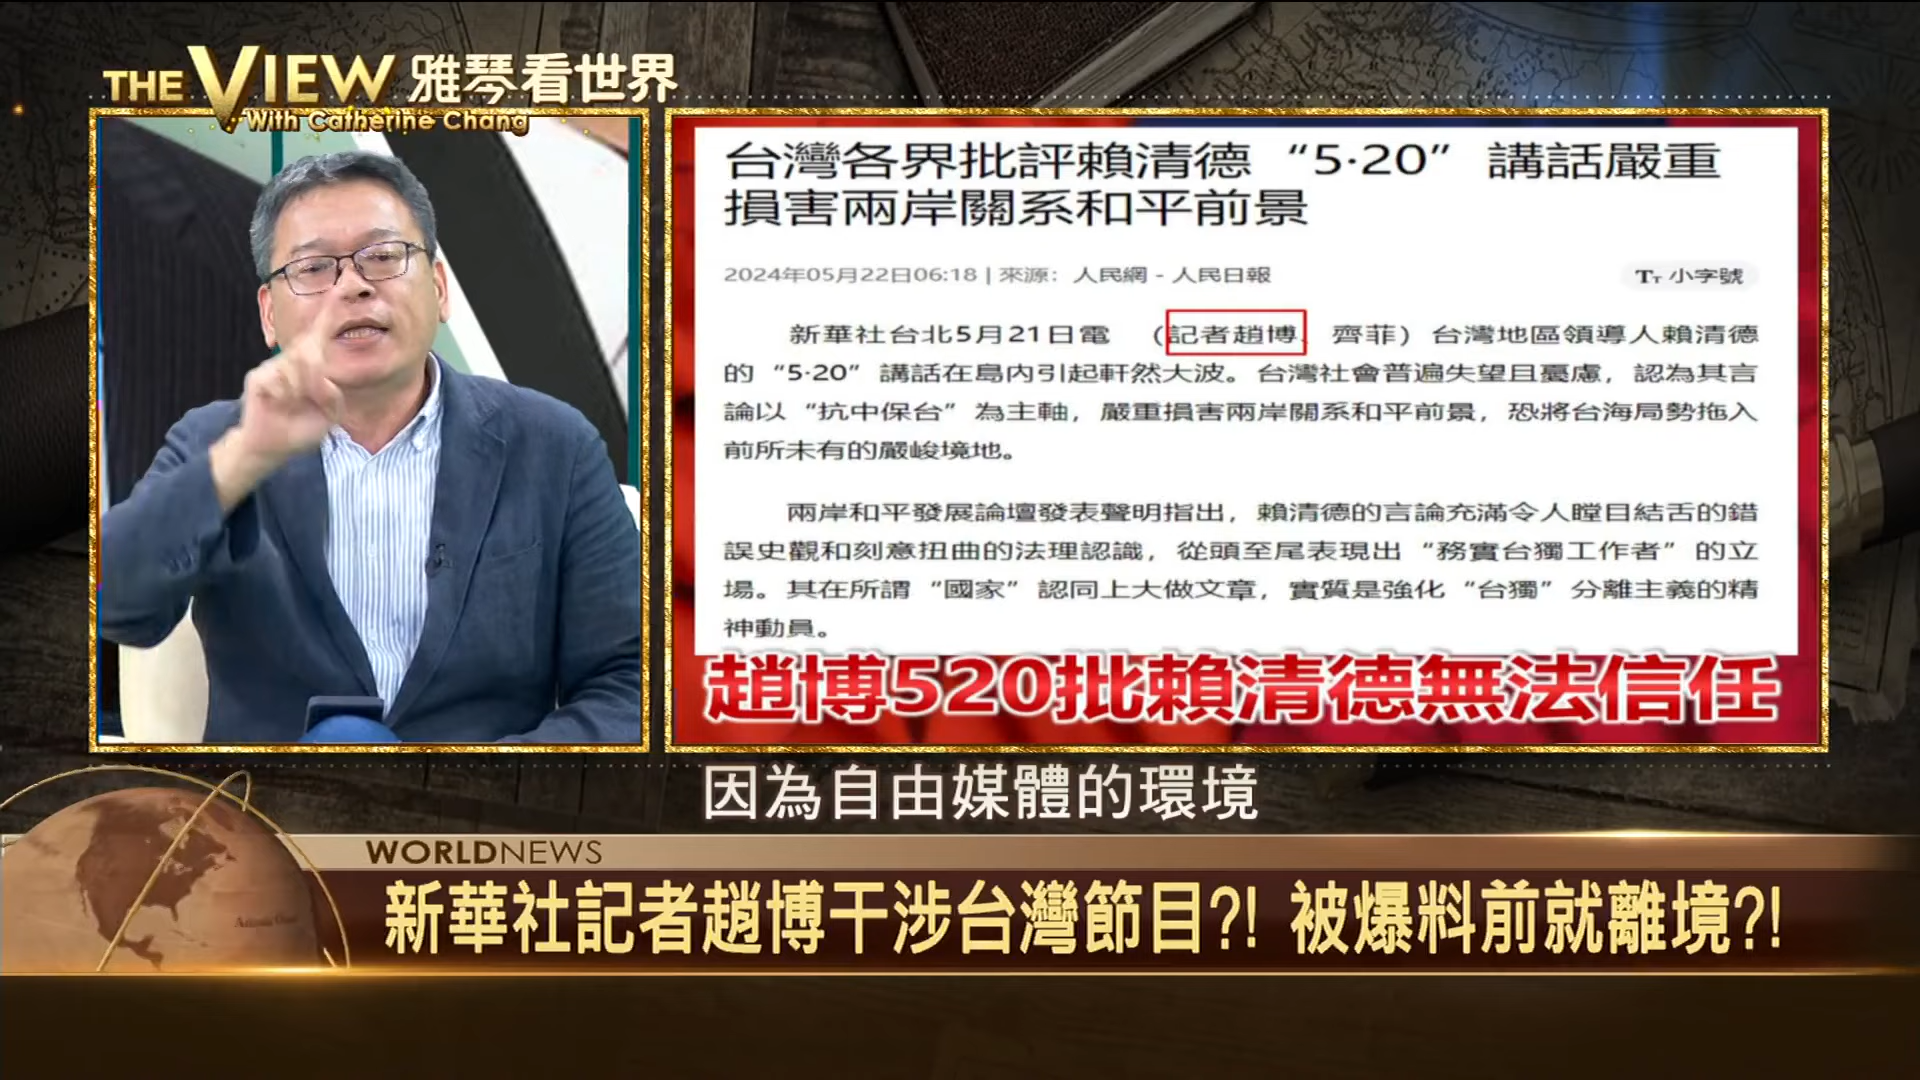 THE VIEW 雅琴看世界
With Catherine Chang
台灣各界批評賴清德“5·20”講話嚴重
損害兩岸關系和平前景
2024年05月22日06:18 | 來源：人民網－人民日報
TT 小字號
新華社台北5月21日電 （記者趙博、齊菲）台灣地區領導人賴清德
的“5·20”講話在島內引起軒然大波。台灣社會普遍失望且憂慮，認為其言
論以“抗中保台”為主軸，嚴重損害兩岸關系和平前景，恐將台海局勢拖入
前所未有的嚴峻境地。
兩岸和平發展論壇發表聲明指出，賴清德的言論充滿令人瞠目結舌的錯
誤史觀和刻意扭曲的法理認識，從頭至尾表現出“務實台獨工作者”的立
場。其在所謂“國家”認同上大做文章，實質是強化“台獨”分離主義的精
神動員。
趙博520批賴清德無法信任
因為自由媒體的環境
WORLDNEWS
新華社記者趙博干涉台灣節目?! 被爆料前就離境?!